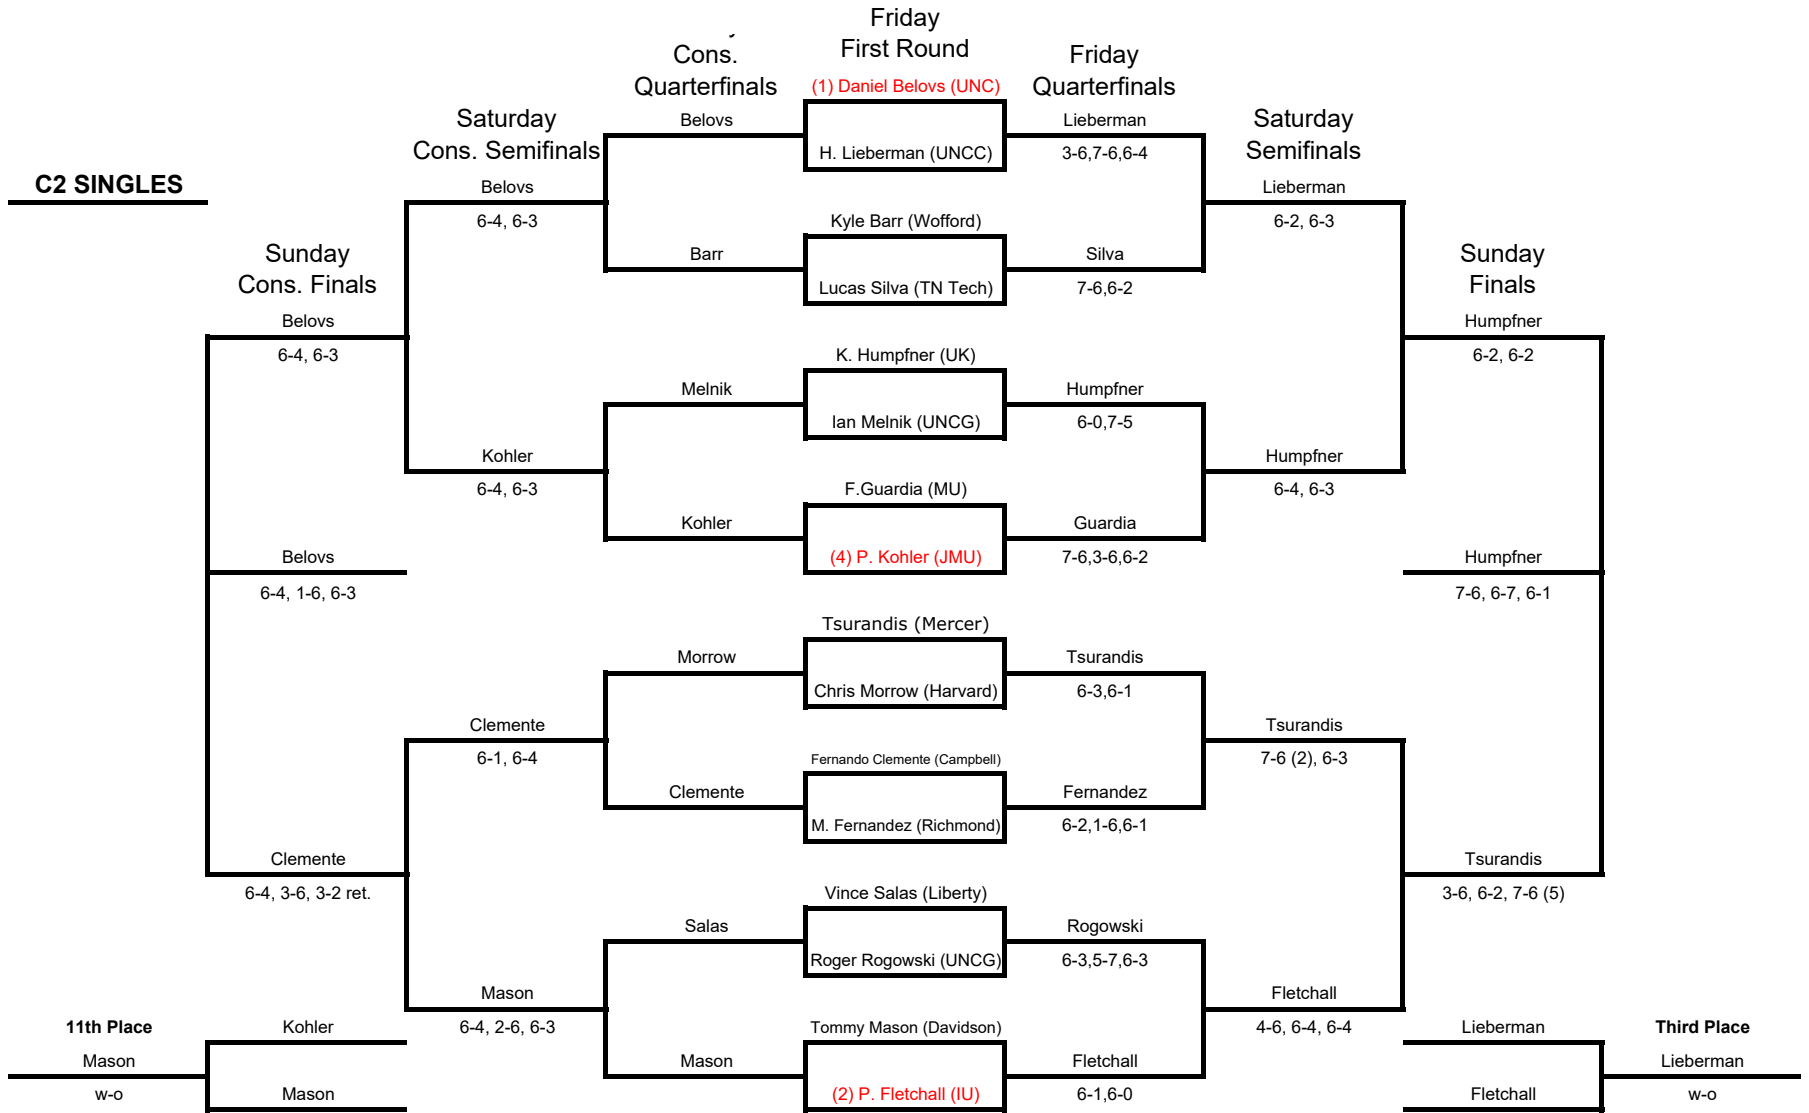 Friday
First Round
Cons.
Quarterfinals
Friday
Quarterfinals
(1) Daniel Belovs (UNC)
Saturday
Cons. Semifinals
Belovs
Lieberman
Saturday
Semifinals
H. Lieberman (UNCC)
3-6,7-6,6-4
C2 SINGLES
Belovs
Lieberman
6-4, 6-3
Kyle Barr (Wofford)
6-2, 6-3
Sunday
Cons. Finals
Barr
Silva
Sunday
Finals
Lucas Silva (TN Tech)
7-6,6-2
Belovs
Humpfner
6-4, 6-3
K. Humpfner (UK)
6-2, 6-2
Melnik
Humpfner
Ian Melnik (UNCG)
6-0,7-5
Kohler
Humpfner
6-4, 6-3
F.Guardia (MU)
6-4, 6-3
Kohler
Guardia
Belovs
(4) P. Kohler (JMU)
7-6,3-6,6-2
Humpfner
6-4, 1-6, 6-3
7-6, 6-7, 6-1
Tsurandis (Mercer)
Morrow
Tsurandis
Chris Morrow (Harvard)
6-3,6-1
Clemente
Tsurandis
6-1, 6-4
Fernando Clemente (Campbell)
7-6 (2), 6-3
Clemente
Fernandez
M. Fernandez (Richmond)
6-2,1-6,6-1
Clemente
Tsurandis
6-4, 3-6, 3-2 ret.
Vince Salas (Liberty)
3-6, 6-2, 7-6 (5)
Salas
Rogowski
Roger Rogowski (UNCG)
6-3,5-7,6-3
Mason
Fletchall
11th Place
Kohler
6-4, 2-6, 6-3
Tommy Mason (Davidson)
4-6, 6-4, 6-4
Lieberman
Third Place
Mason
Mason
Fletchall
Lieberman
w-o
Mason
(2) P. Fletchall (IU)
6-1,6-0
Fletchall
w-o